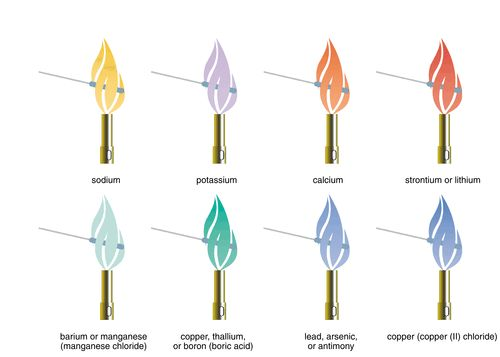 sodium
potassium
calcium
strontium or lithium
barium or manganese
(manganese chloride)
copper, thallium,
or boron (boric acid)
lead, arsenic,
or antimony
copper (copper (II) chloride)